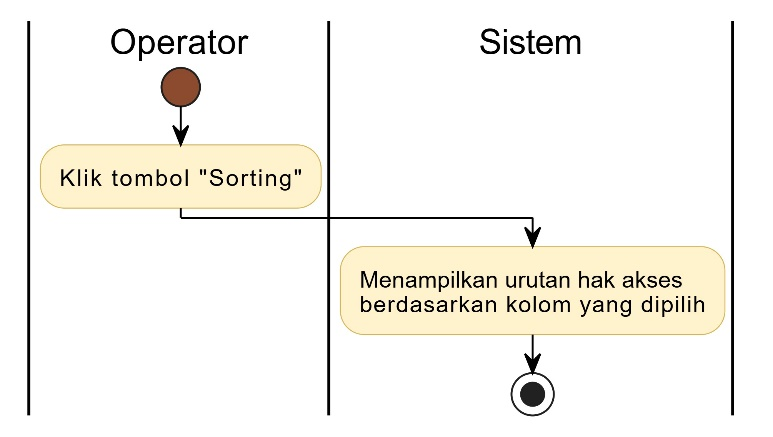 Operator
Sistem
Klik tombol "Sorting"
Menampilkan urutan hak akses
berdasarkan kolom yang dipilih